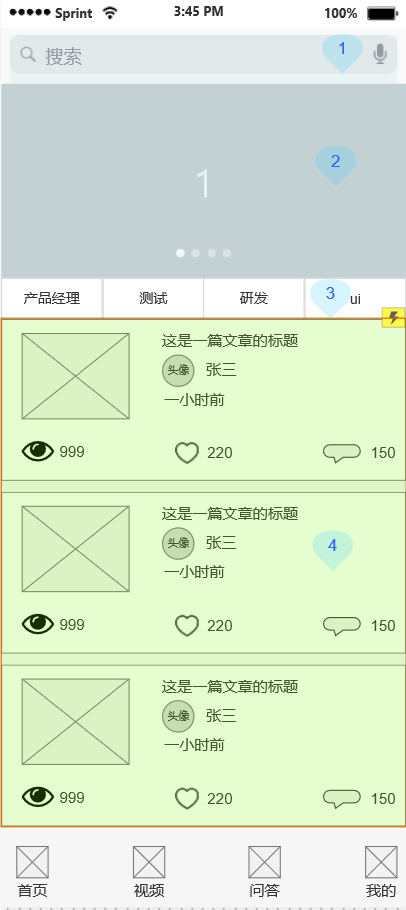 Sprint 3:45 PM 100%
搜索 1
2
1
产品经理 测试 研发 3 ui
这是一篇文章的标题
头像 张三
一小时前
999 220 150
这是一篇文章的标题
头像 张三 4
一小时前
999 220 150
这是一篇文章的标题
头像 张三
一小时前
999 220 150
首页 视频 问答 我的